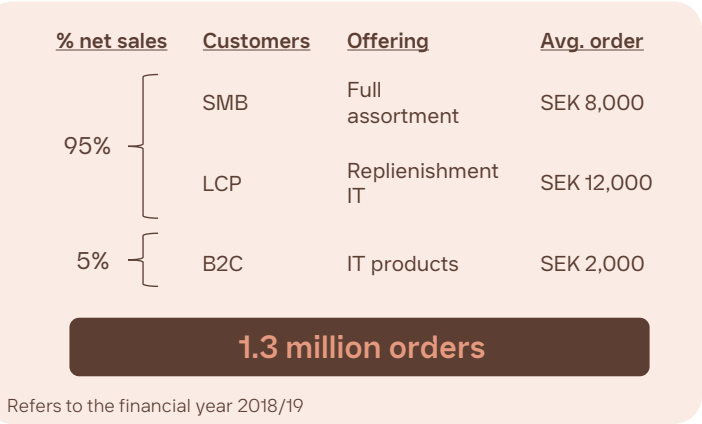 % net sales Customers Offering Avg. order
95%
SMB
Full
assortment
SEK 8,000
LCP
Replienishment
IT
SEK 12,000
5%
B2C IT products SEK 2,000
1.3 million orders
Refers to the financial year 2018/19